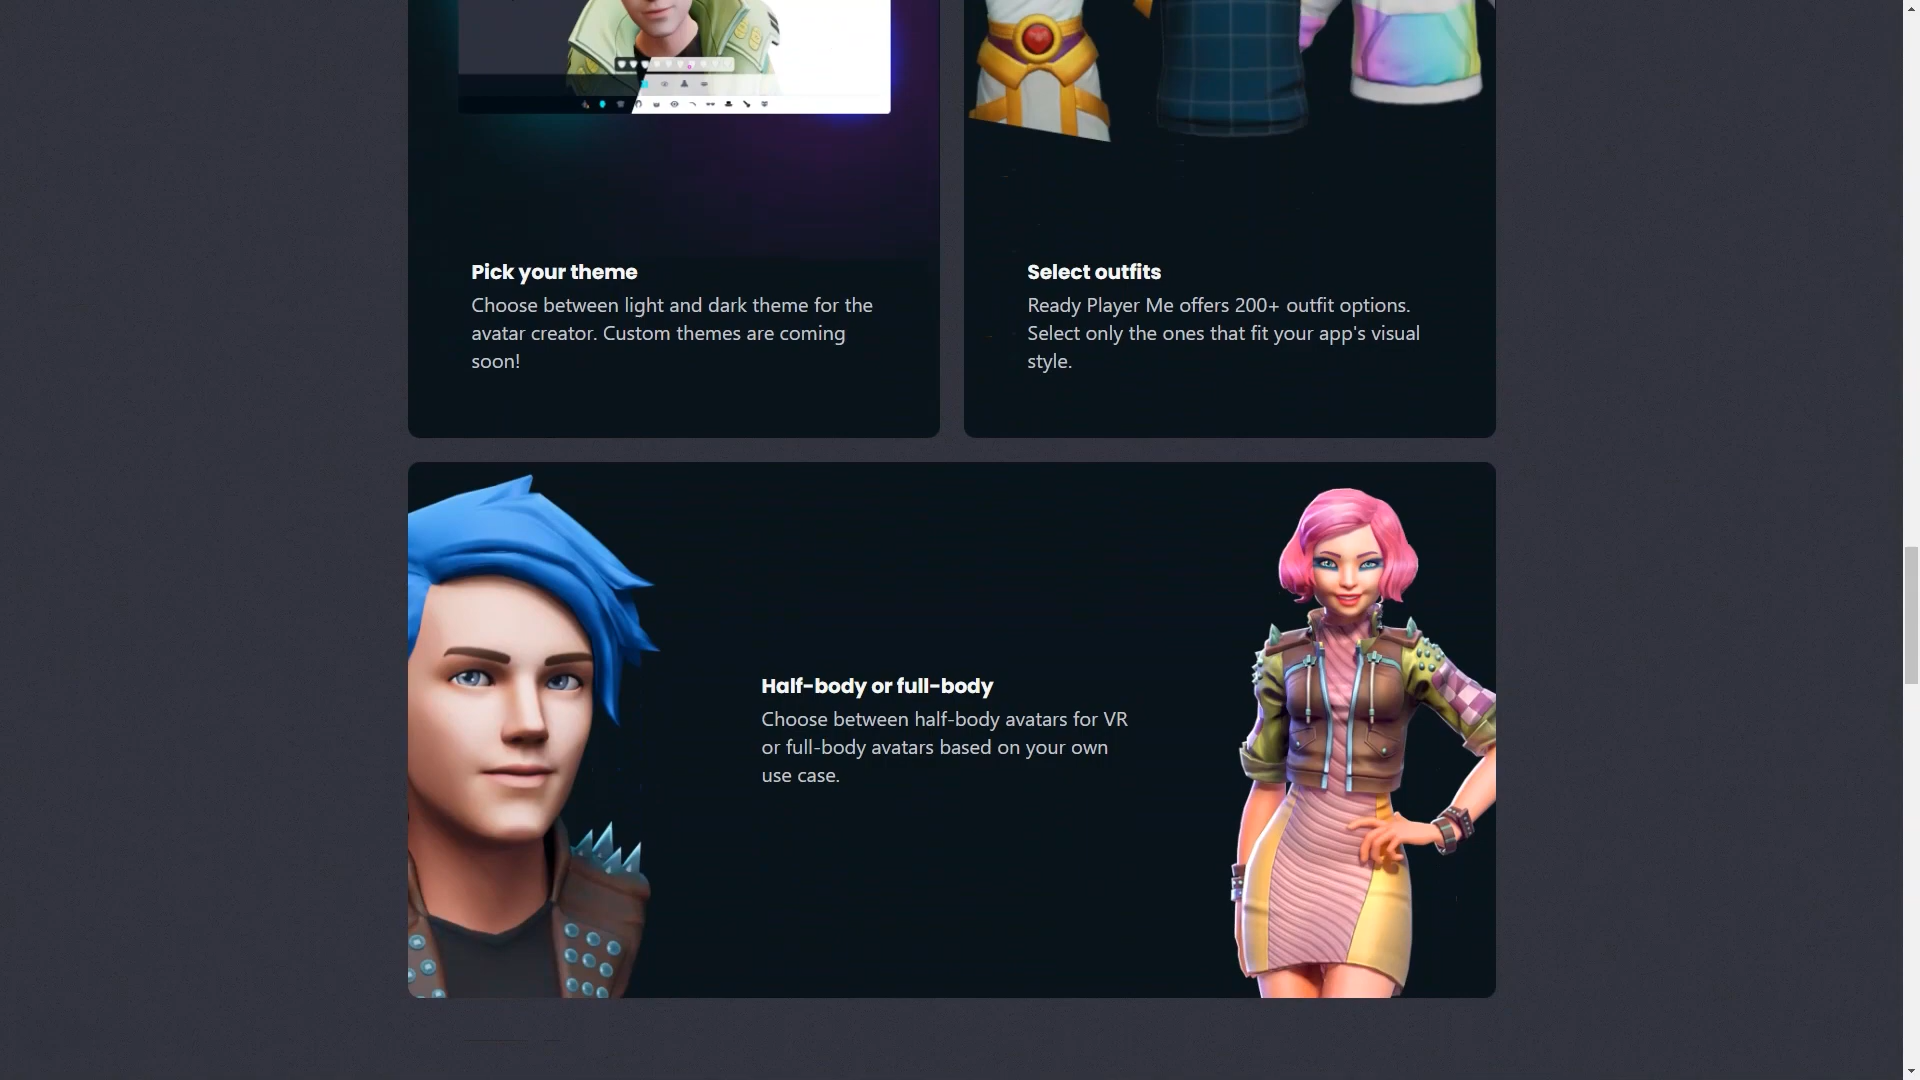 Pick your theme
Choose between light and dark theme for the
avatar creator. Custom themes are coming
soon!
Select outfits
Ready Player Me offers 200+ outfit options.
Select only the ones that fit your app's visual
style.
Half-body or full-body
Choose between half-body avatars for VR
or full-body avatars based on your own
use case.